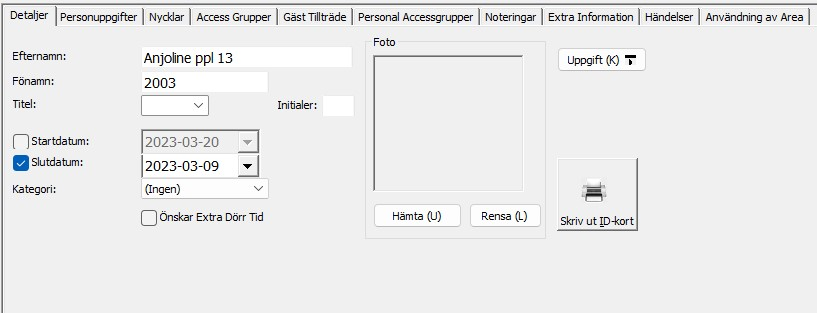 Detaljer Personuppgifter Nycklar Access Grupper Gäst Tillträde Personal Accessgrupper Noteringar Extra Information Händelser Användning av Area
Foto
Efternamn: Anjoline ppl 13 Uppgift (K)
Fönamn: 2003
Titel: Initialer:
Startdatum: 2023-03-20
Slutdatum: 2023-03-09
Kategori: (Ingen)
Önskar Extra Dörr Tid Hämta (U) Rensa (L) Skriv ut ID-kort